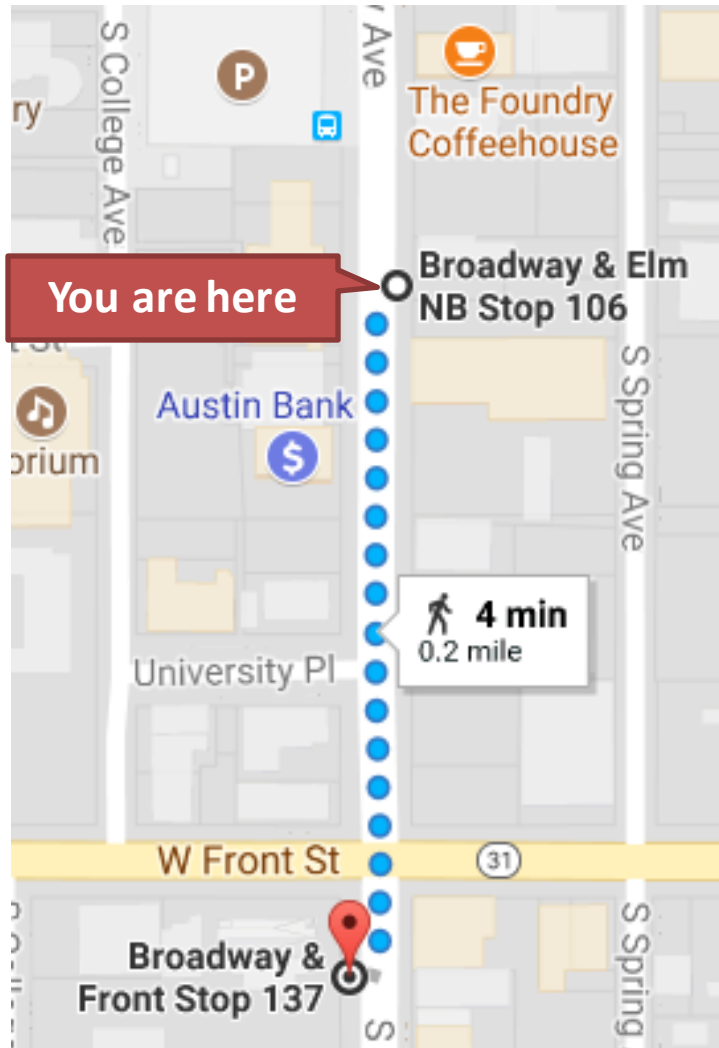 S College Ave
P
y Ave
The Foundry
Coffeehouse
ry
You are here
Broadway & Elm
NB Stop 106
Austin Bank
$
orium
S Spring Ave
4 min
0.2 mile
University Pl
W Front St
31
Broadway &
Front Stop 137
S
S Spring